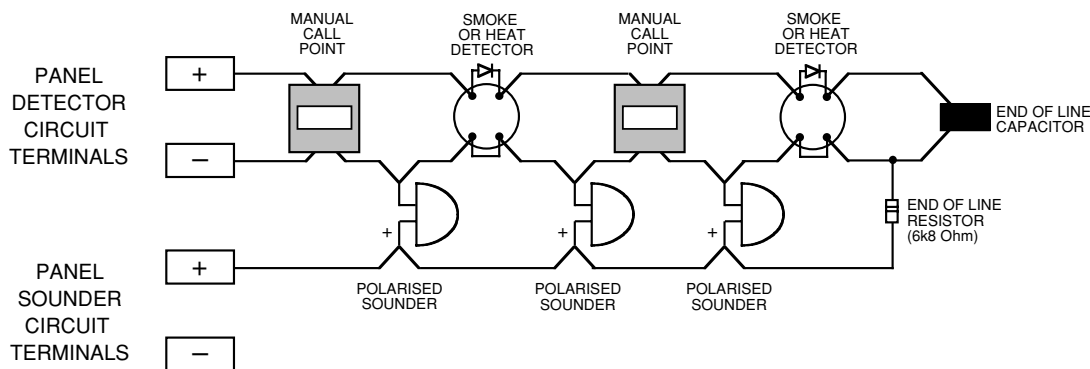 MANUAL
CALL
POINT
SMOKE
OR HEAT
DETECTOR
MANUAL
CALL
POINT
SMOKE
OR HEAT
DETECTOR
PANEL
DETECTOR
CIRCUIT
TERMINALS
+
−
END OF LINE
CAPACITOR
+
+
+
END OF LINE
RESISTOR
(6k8 Ohm)
PANEL
SOUNDER
CIRCUIT
TERMINALS
+
−
POLARISED
SOUNDER
POLARISED
SOUNDER
POLARISED
SOUNDER